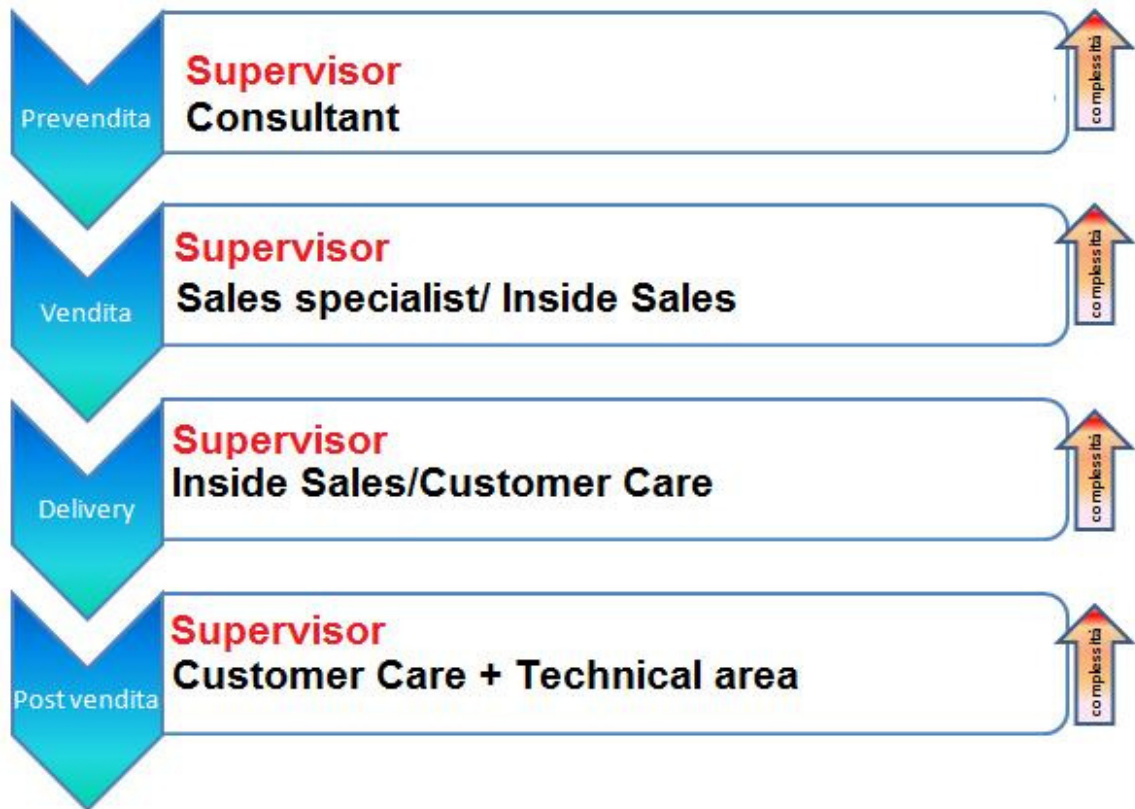 Prevendita
Supervisor
Consultant
complessità
Vendita
Supervisor
Sales specialist/ Inside Sales
complessità
Delivery
Supervisor
Inside Sales/Customer Care
complessità
Post vendita
Supervisor
Customer Care + Technical area
complessità